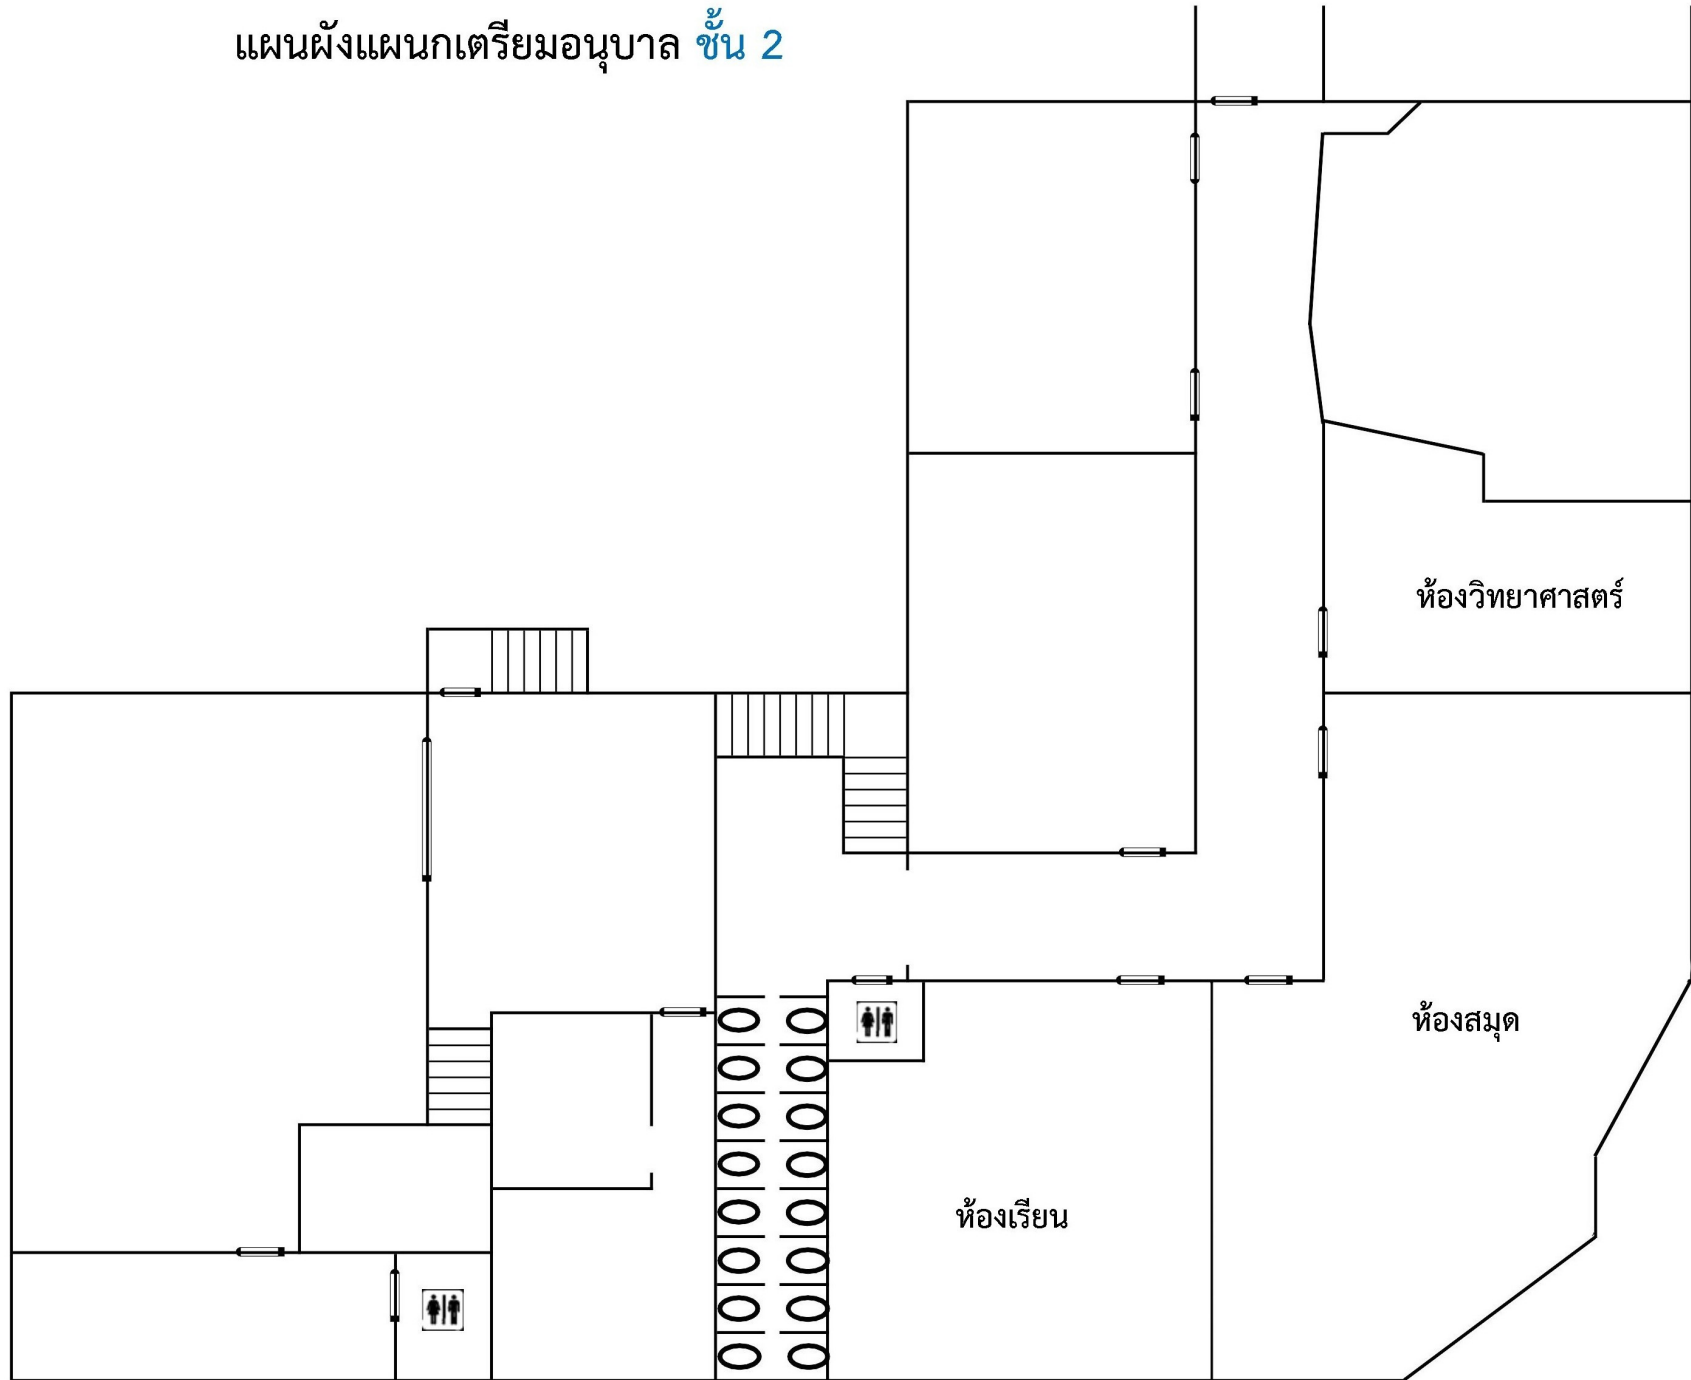 แผนผังแผนกเตรียมอนุบาล ชั้น 2
ห้องวิทยาศาสตร์
ห้องสมุด
ห้องเรียน